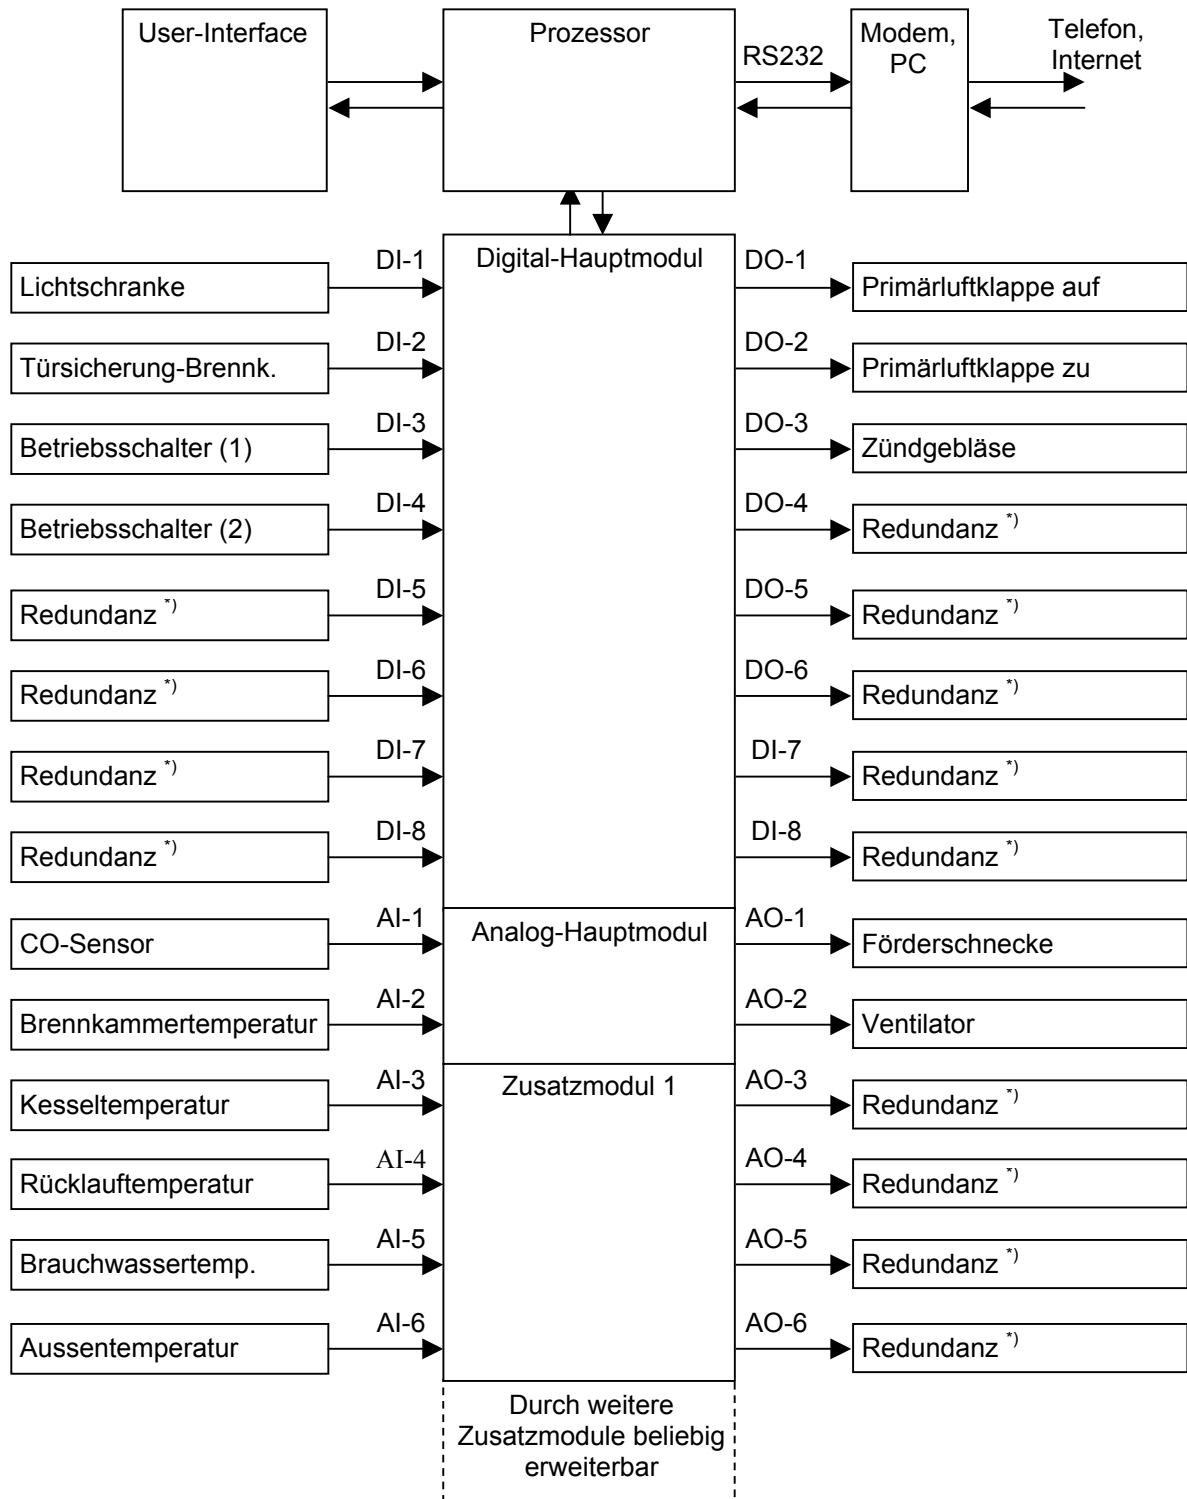 User-Interface
Prozessor
RS232
Modem,
PC
Telefon,
Internet
DI-1
Digital-Hauptmodul
DO-1
Lichtschranke
Primärluftklappe auf
DI-2
DO-2
Türsicherung-Brennk.
Primärluftklappe zu
DI-3
DO-3
Betriebsschalter (1)
Zündgebläse
DI-4
DO-4
Betriebsschalter (2)
Redundanz *)
DI-5
DO-5
Redundanz *)
Redundanz *)
DI-6
DO-6
Redundanz *)
Redundanz *)
DI-7
DI-7
Redundanz *)
Redundanz *)
DI-8
DI-8
Redundanz *)
Redundanz *)
AI-1
Analog-Hauptmodul
AO-1
CO-Sensor
Förderschnecke
AI-2
AO-2
Brennkammertemperatur
Ventilator
AI-3
Zusatzmodul 1
AO-3
Kesseltemperatur
Redundanz *)
AI-4
AO-4
Rücklauftemperatur
Redundanz *)
AI-5
AO-5
Brauchwassertemp.
Redundanz *)
AI-6
AO-6
Aussentemperatur
Redundanz *)
Durch weitere
Zusatzmodule beliebig
erweiterbar